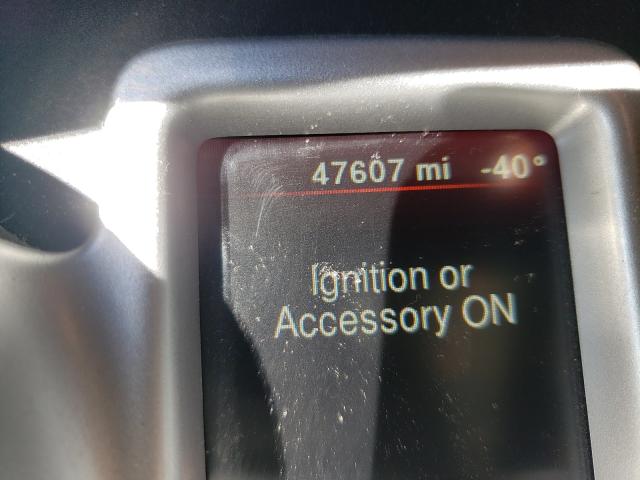 47607 mi -40°
Ignition or
Accessory ON